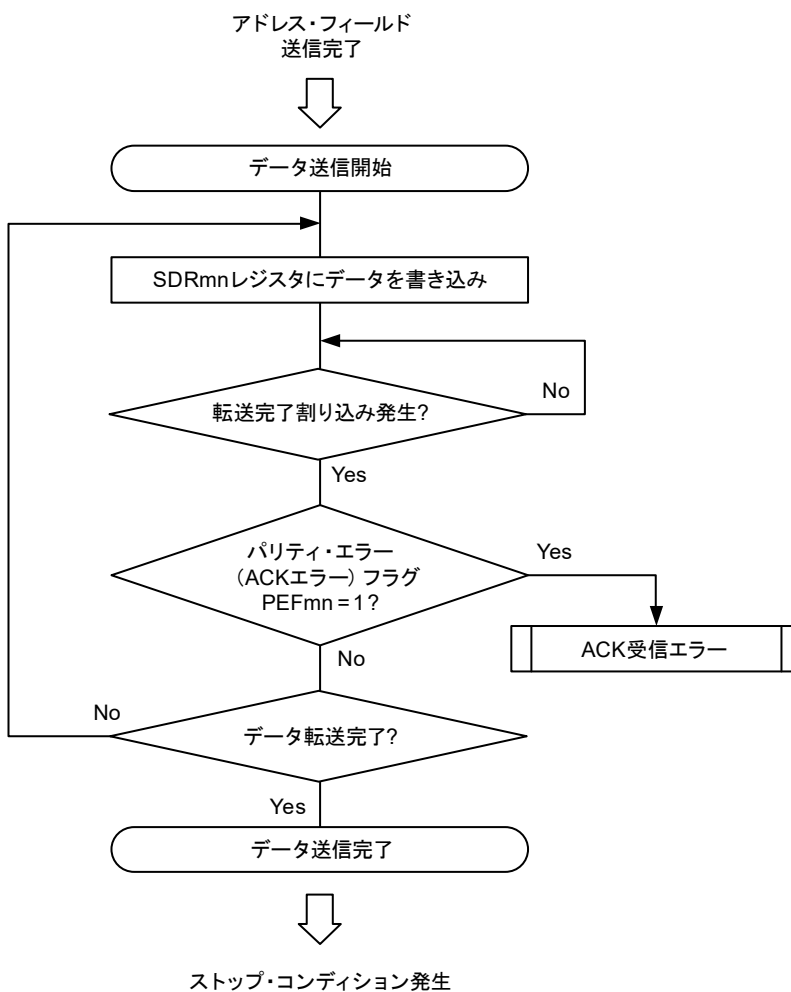 アドレス・フィールド
送信完了
データ送信開始
SDRmnレジスタにデータを書き込み
転送完了割り込み発生?
No
Yes
パリティ・エラー
(ACKエラー) フラグ
PEFmn = 1?
Yes
ACK受信エラー
No
データ転送完了?
No
Yes
データ送信完了
ストップ・コンディション発生